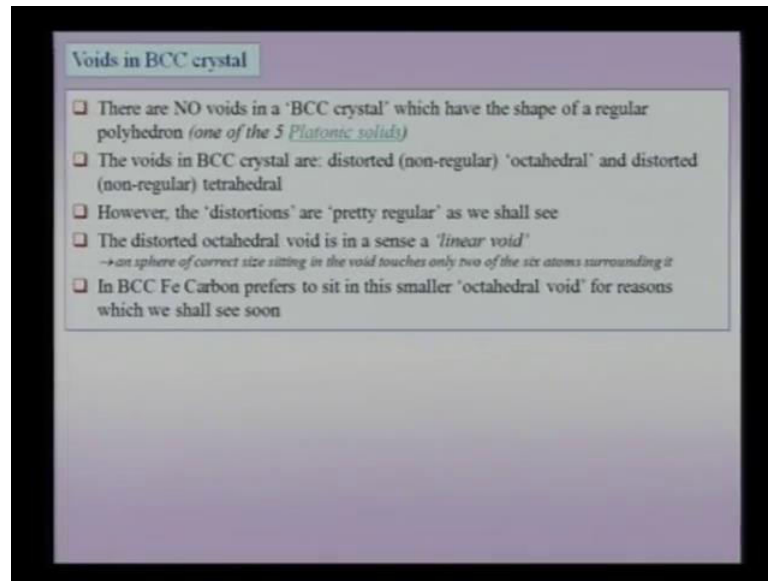 Voids in BCC crystal
❑ There are NO voids in a 'BCC crystal' which have the shape of a regular
polyhedron (one of the 5 Platonic solids)
❑ The voids in BCC crystal are: distorted (non-regular) 'octahedral' and distorted
(non-regular) tetrahedral
❑ However, the 'distortions' are 'pretty regular' as we shall see
❑ The distorted octahedral void is in a sense a 'linear void'
→an sphere of correct size sitting in the void touches only two of the six atoms surrounding it
❑ In BCC Fe Carbon prefers to sit in this smaller 'octahedral void' for reasons
which we shall see soon